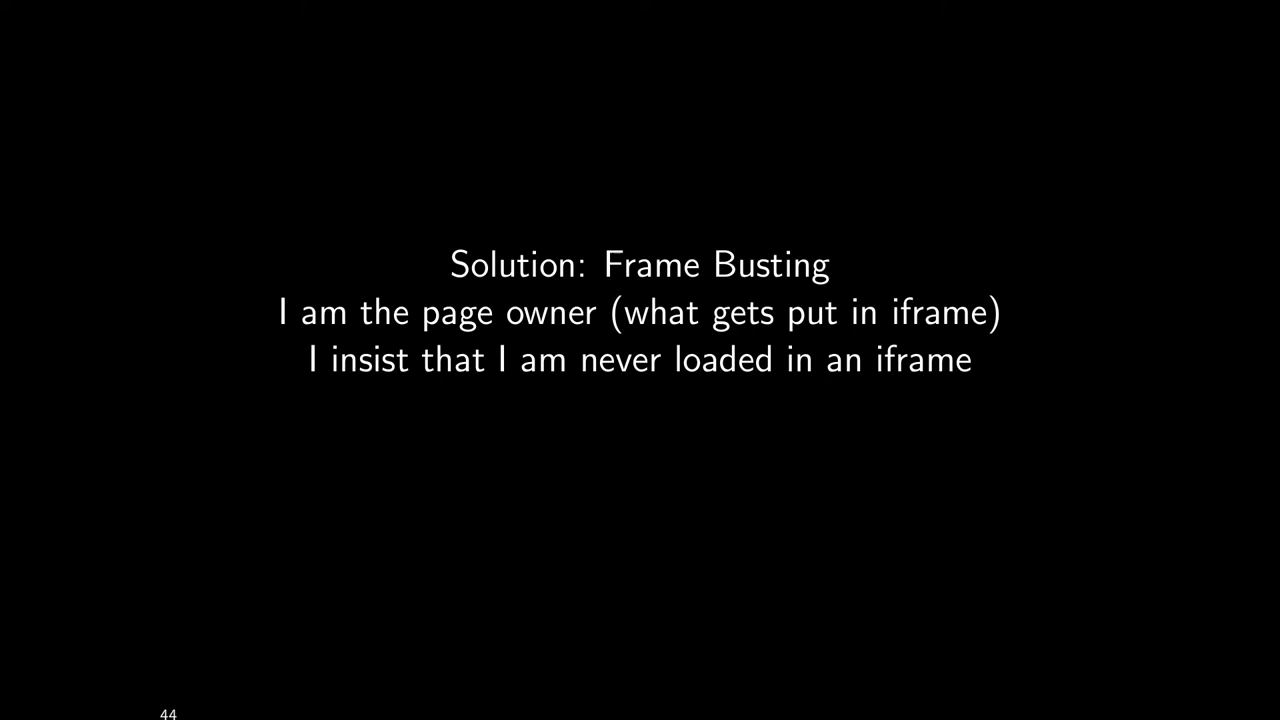 Solution: Frame Busting
I am the page owner (what gets put in iframe)
I insist that I am never loaded in an iframe
44